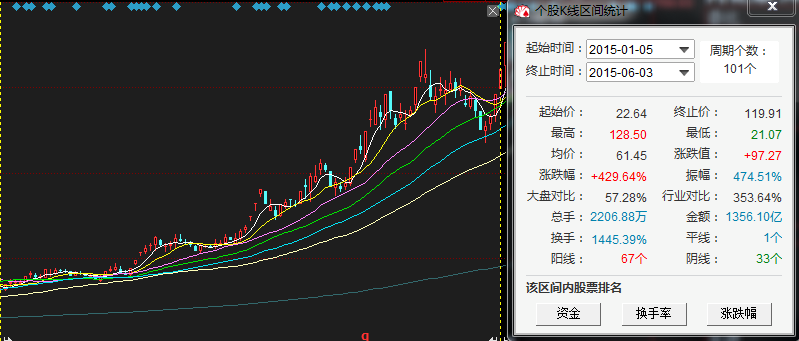 个股K线区间统计
起始时间： 2015-01-05
终止时间： 2015-06-03
周期个数：
101个
起始价： 22.64 终止价： 119.91
最高： 128.50 最低： 21.07
均价： 61.45 涨跌值： +97.27
涨跌幅： +429.64% 振幅： 474.51%
大盘对比： 57.28% 行业对比： 353.64%
总手： 2206.88万 金额： 1356.10亿
换手： 1445.39% 平线： 1个
阳线： 67个 阴线： 33个
该区间内股票排名
资金 换手率 涨跌幅
q